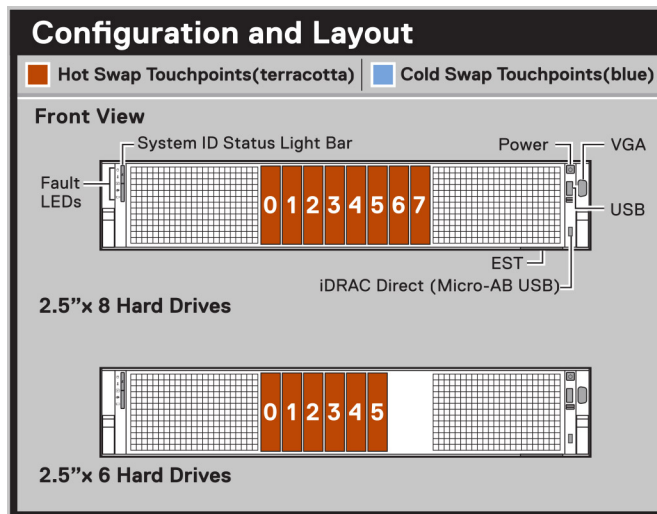 Configuration and Layout
Hot Swap Touchpoints(terracotta)
Cold Swap Touchpoints(blue)
Front View
System ID Status Light Bar
Power
VGA
Fault
LEDs
0 1 2 3 4 5 6 7
USB
EST
iDRAC Direct (Micro-AB USB)
2.5”x 8 Hard Drives
0 1 2 3 4 5
2.5”x 6 Hard Drives